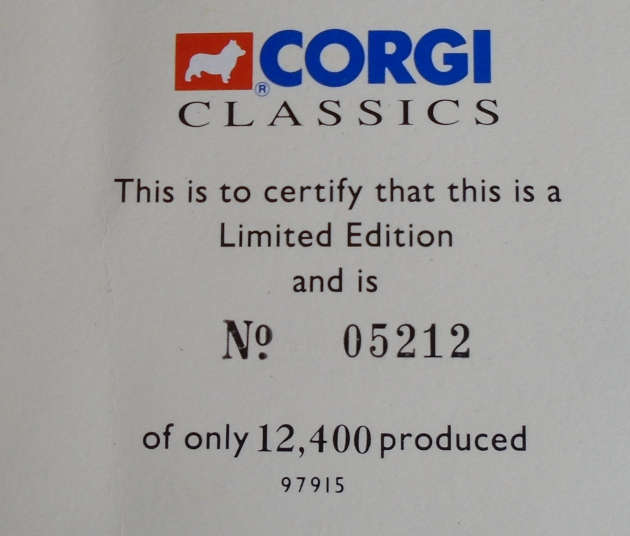 CORGI
®
CLASSICS
This is to certify that this is a
Limited Edition
and is
Nº 05212
of only 12,400 produced
97915